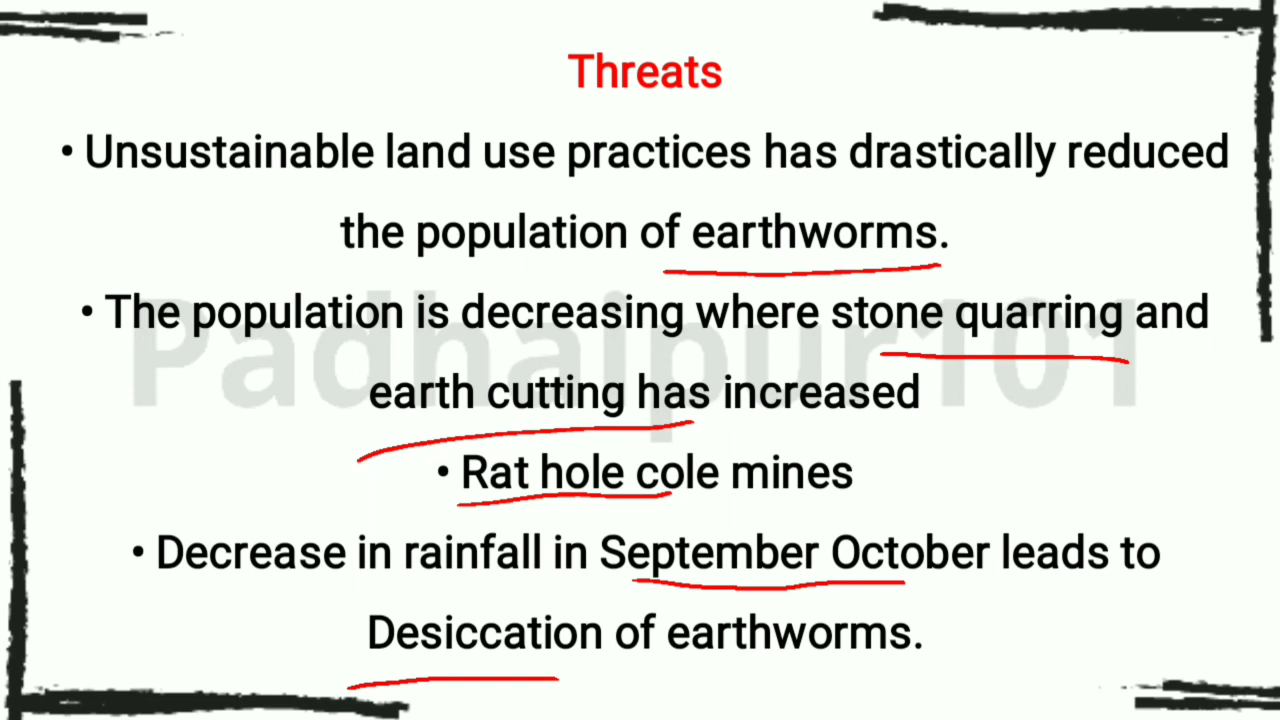 Threats
• Unsustainable land use practices has drastically reduced
the population of earthworms.
• The population is decreasing where stone quarring and
earth cutting has increased
Padhaipur101
• Rat hole cole mines
• Decrease in rainfall in September October leads to
Desiccation of earthworms.